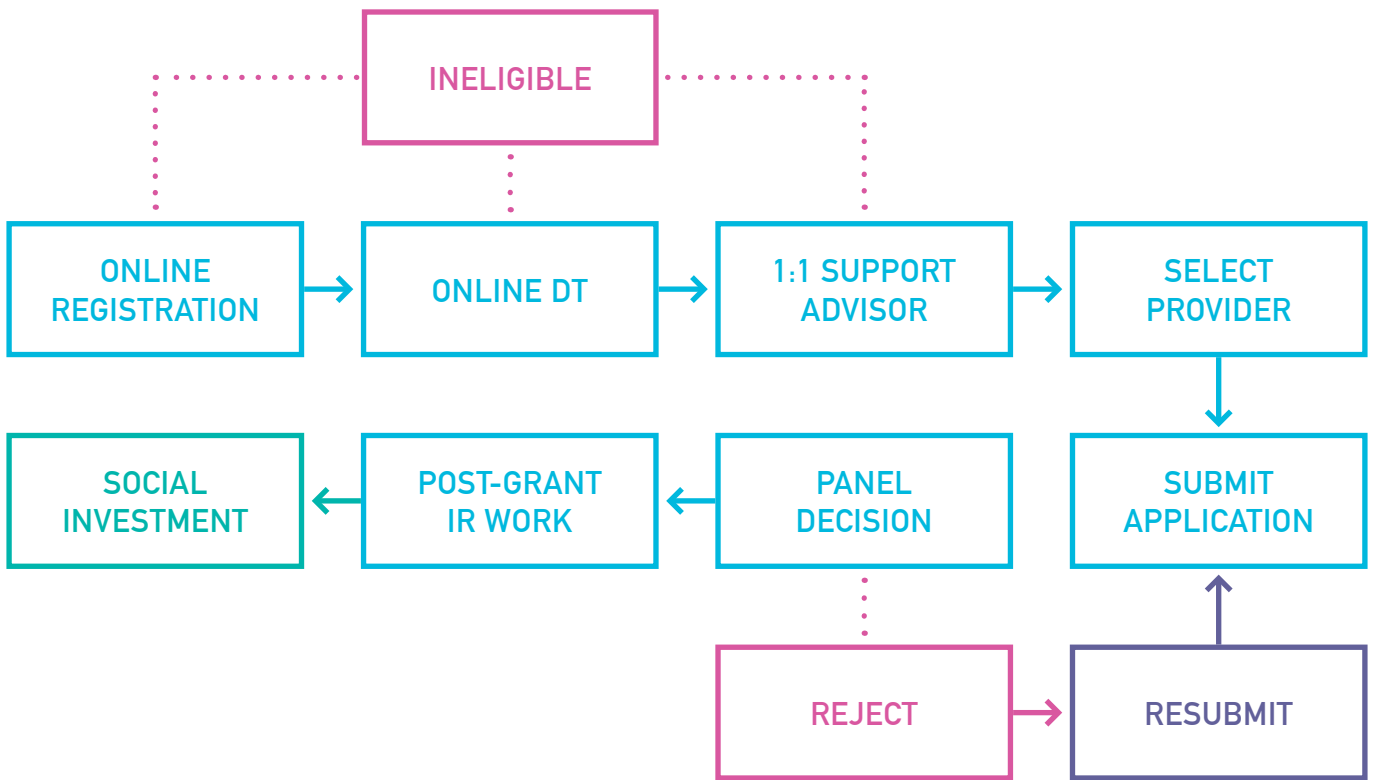 INELIGIBLE
ONLINE
REGISTRATION
ONLINE DT
1:1 SUPPORT
ADVISOR
SELECT
PROVIDER
SOCIAL
INVESTMENT
POST-GRANT
IR WORK
PANEL
DECISION
SUBMIT
APPLICATION
REJECT
RESUBMIT